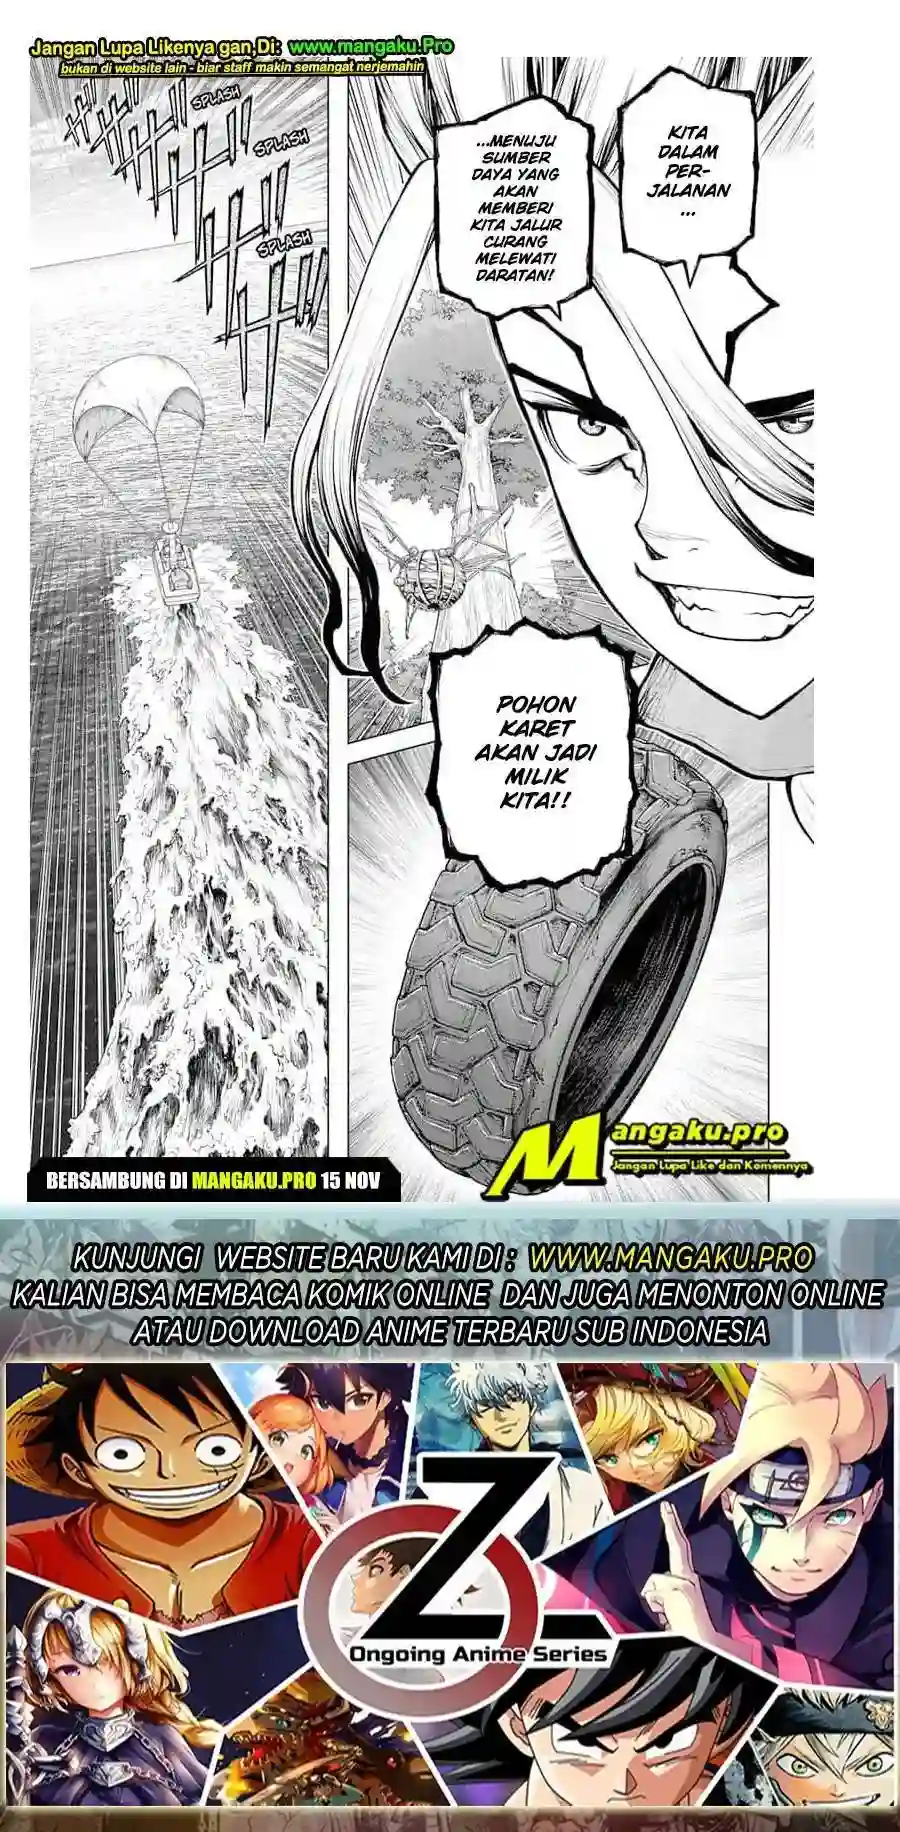 Jangan Lupa Likenya gan,Di: www.mangaku.Pro
bukan di website lain - biar staff makin semangat nerjemahin
SPLASH
SPLASH
SPLASH
KITA
DALAM
PER-
JALANAN
...
...MENUJU
SUMBER
DAYA YANG
AKAN
MEMBERI
KITA JALUR
CURANG
MELEWATI
DARATAN!
POHON
KARET
AKAN JADI
MILIK
KITA!!
Mangaku.pro
Jangan Lupa Like dan Komennya
BERSAMBUNG DI MANGAKU.PRO 15 NOV
KUNJUNGI WEBSITE BARU KAMI DI : WWW.MANGAKU.PRO
KALIAN BISA MEMBACA KOMIK ONLINE DAN JUGA MENONTON ONLINE
ATAU DOWNLOAD ANIME TERBARU SUB INDONESIA
Z
Ongoing Anime Series